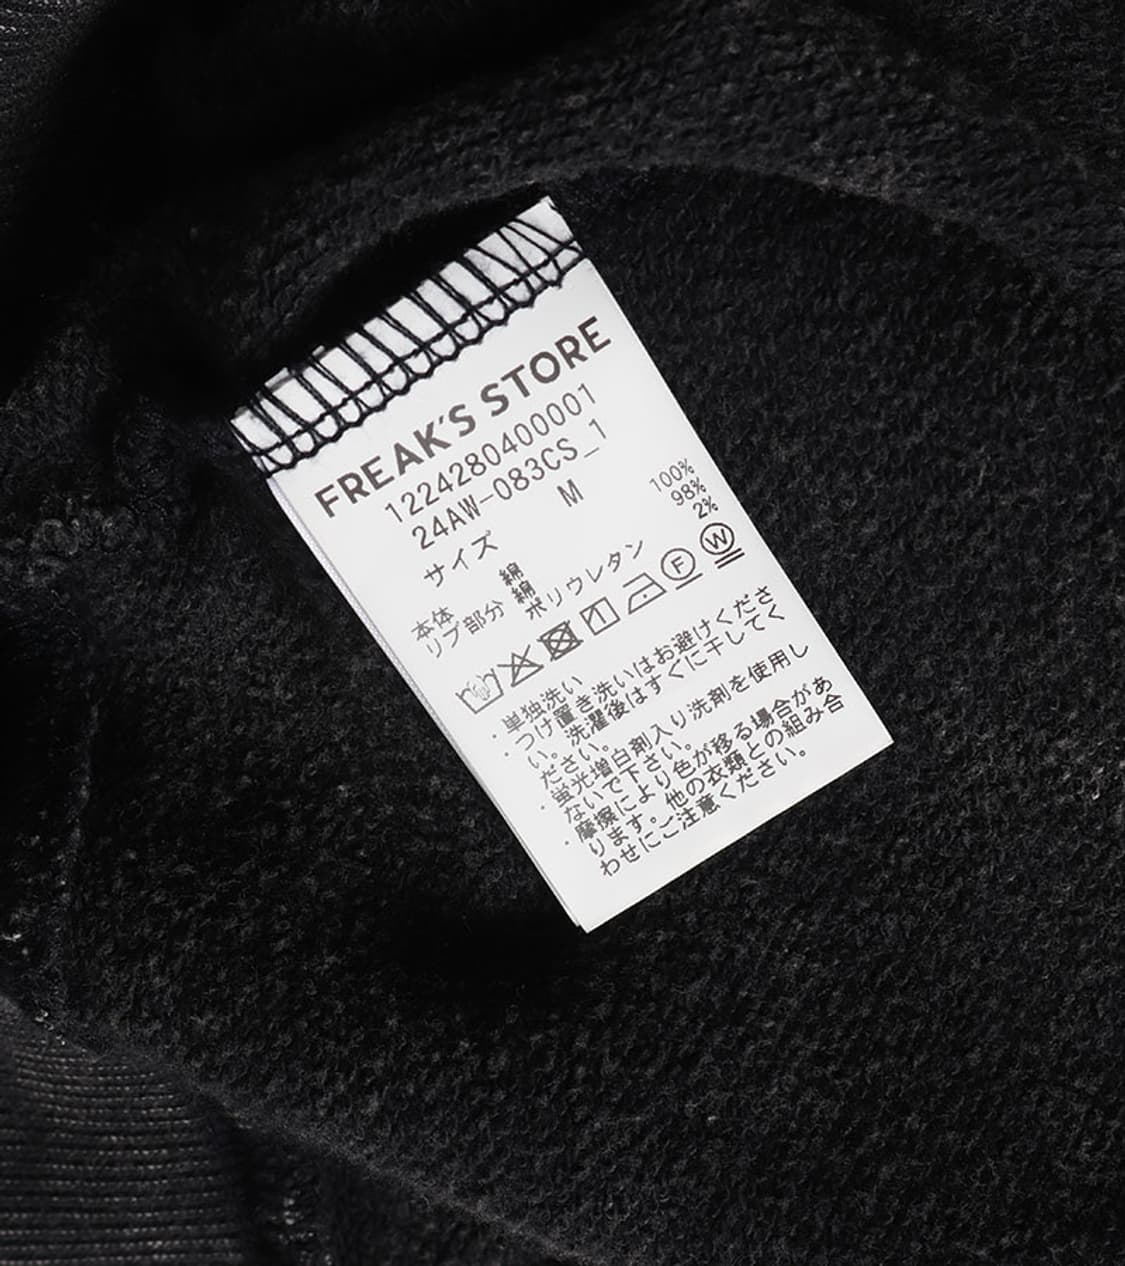 FREAK'S STORE
1224280400001
24AW-083CS_1
サイズ M
本体 綿 100%
リブ部分 綿 98%
ポリウレタン 2%
F W
・単独洗い
・つけ置き洗いはお避けくださ
い。洗濯後はすぐに干してく
ださい。
・蛍光増白剤入り洗剤を使用し
ないで下さい。
・摩擦により色が移る場合があ
ります。他の衣類との組み合
わせにご注意ください。